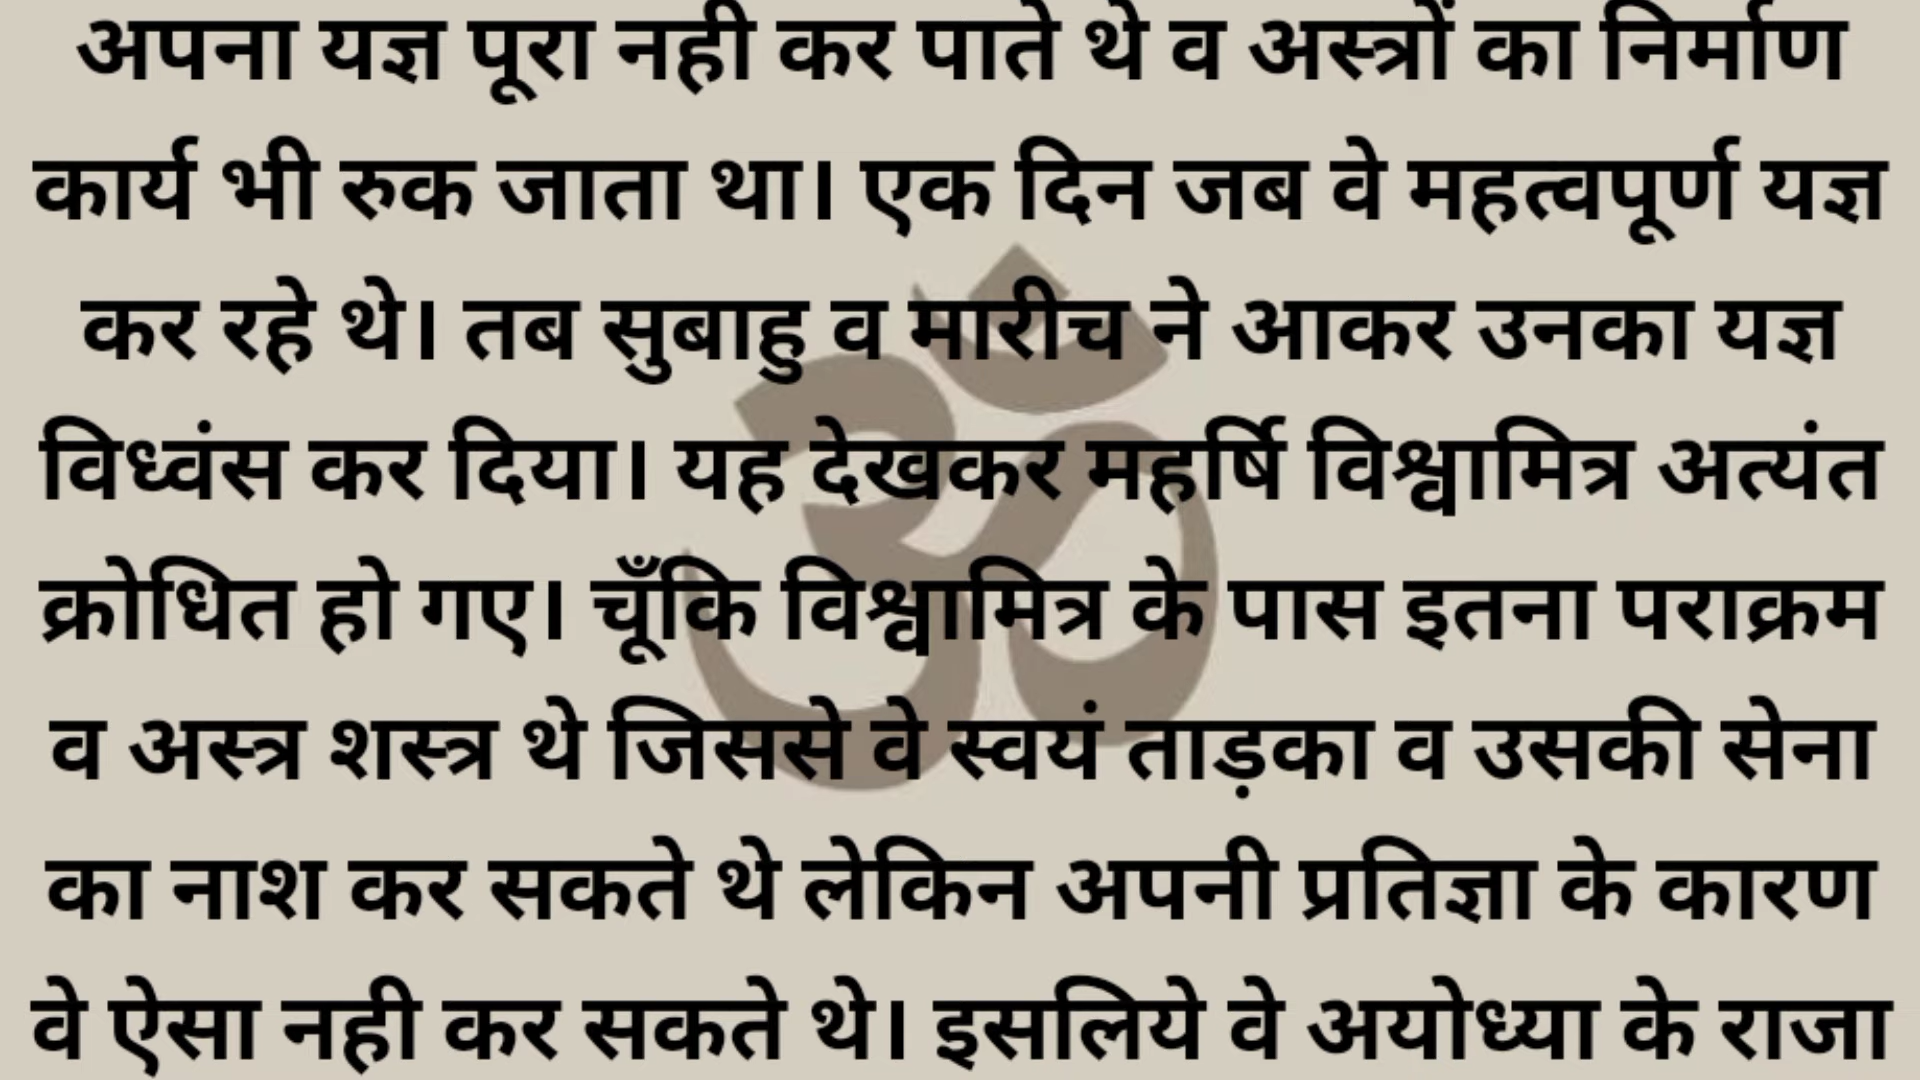 अपना यज्ञ पूरा नही कर पाते थे व अस्त्रों का निर्माण
कार्य भी रुक जाता था। एक दिन जब वे महत्वपूर्ण यज्ञ
कर रहे थे। तब सुबाहु व मारीच ने आकर उनका यज्ञ
विध्वंस कर दिया। यह देखकर महर्षि विश्वामित्र अत्यंत
क्रोधित हो गए। चूँकि विश्वामित्र के पास इतना पराक्रम
व अस्त्र शस्त्र थे जिससे वे स्वयं ताड़का व उसकी सेना
का नाश कर सकते थे लेकिन अपनी प्रतिज्ञा के कारण
वे ऐसा नही कर सकते थे। इसलिये वे अयोध्या के राजा